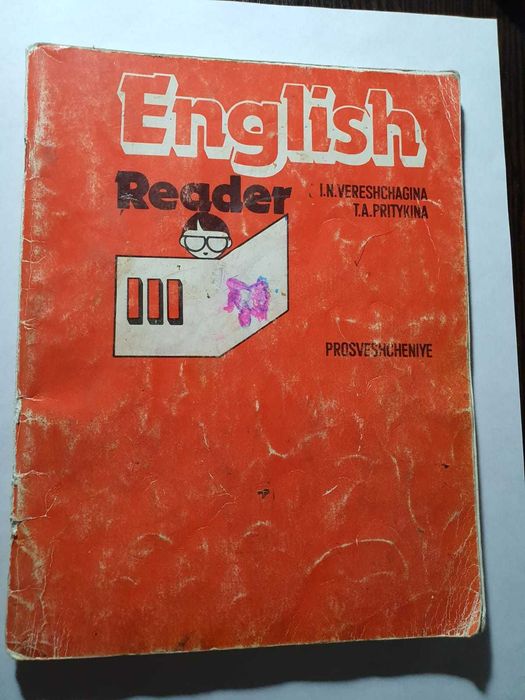 English
Reader
I.N.VERESHCHAGINA
T.A.PRITYKINA
III
PROSVESHCHENIYE